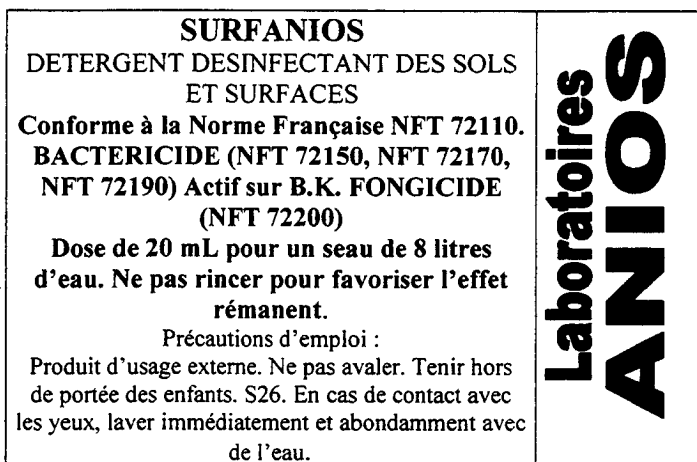 SURFANIOS
DETERGENT DESINFECTANT DES SOLS
ET SURFACES
Conforme à la Norme Française NFT 72110.
BACTERICIDE (NFT 72150, NFT 72170,
NFT 72190) Actif sur B.K. FONGICIDE
(NFT 72200)
Dose de 20 mL pour un seau de 8 litres
d'eau. Ne pas rincer pour favoriser l'effet
rémanent.
Précautions d'emploi :
Produit d'usage externe. Ne pas avaler. Tenir hors
de portée des enfants. S26. En cas de contact avec
les yeux, laver immédiatement et abondamment avec
de l'eau.
Laboratoires
ANIOS